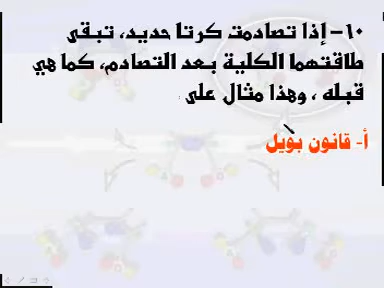 ١٠– إذا تصادمت كرتا حديد، تبقى
طاقتهما الكلية بعد التصادم، كما هي
قبله ، وهذا مثال على :
أ- قانون بويل